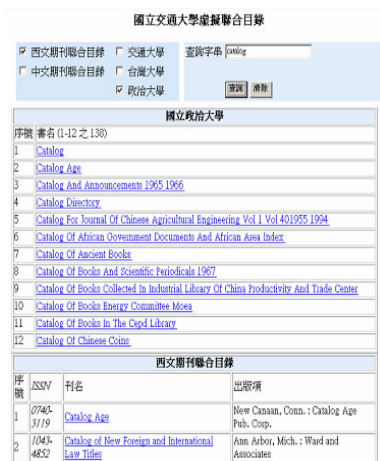 國立交通大學虛擬聯合目錄
西文期刊聯合目錄 交通大學 查詢字串 catalog
中文期刊聯合目錄 台灣大學
政治大學 查詢 清除
國立政治大學
序號 書名 (1-12 之 138)
1 Catalog
2 Catalog Age
3 Catalog And Announcements 1965 1966
4 Catalog Directory
5 Catalog For Journal Of Chinese Agricultural Engineering Vol 1 Vol 401955 1994
6 Catalog Of African Government Documents And African Area Index
7 Catalog Of Ancient Books
8 Catalog Of Books And Scientific Periodicals 1967
9 Catalog Of Books Collected In Industrial Library Of China Productivity And Trade Center
10 Catalog Of Books Energy Committee Moea
11 Catalog Of Books In The Cepd Library
12 Catalog Of Chinese Coins
西文期刊聯合目錄
序號 ISSN 刊名 出版項
1 0740-3119 Catalog Age New Canaan, Conn. : Catalog Age Pub. Corp.
2 1043-4852 Catalog of New Foreign and International Law Titles Ann Arbor, Mich. : Ward and Associates